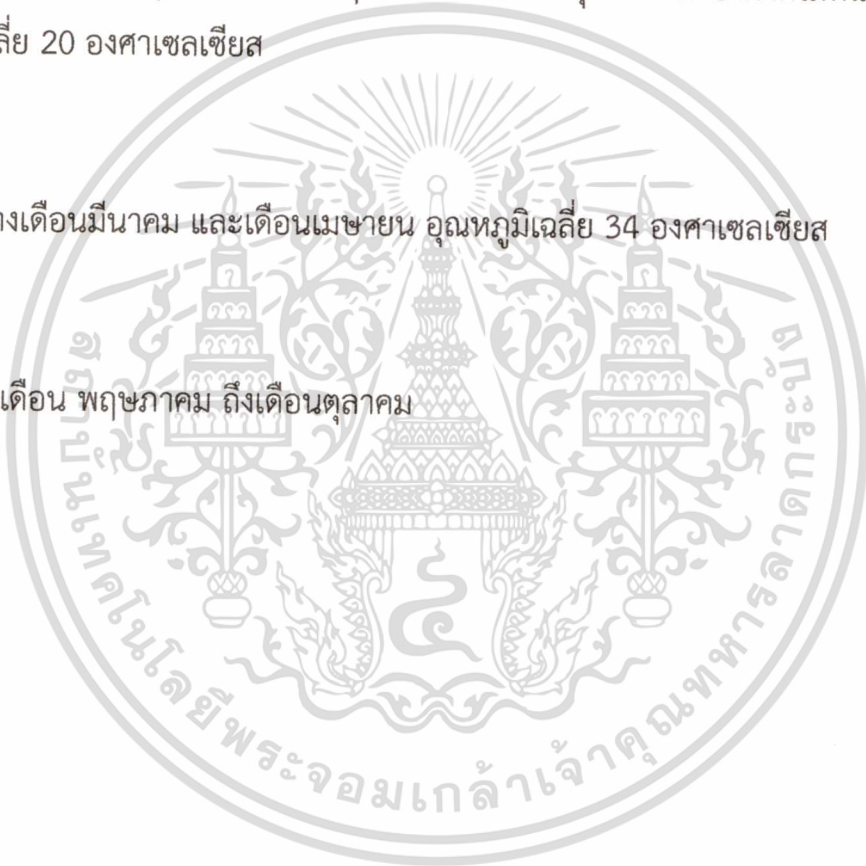 ลี่ย 20 องศาเซลเซียส
างเดือนมีนาคม และเดือนเมษายน อุณหภูมิเฉลี่ย 34 องศาเซลเซียส
เดือน พฤษภาคม ถึงเดือนตุลาคม
สถาบันเทคโนโลยีพระจอมเกล้าเจ้าคุณทหารลาดกระบัง